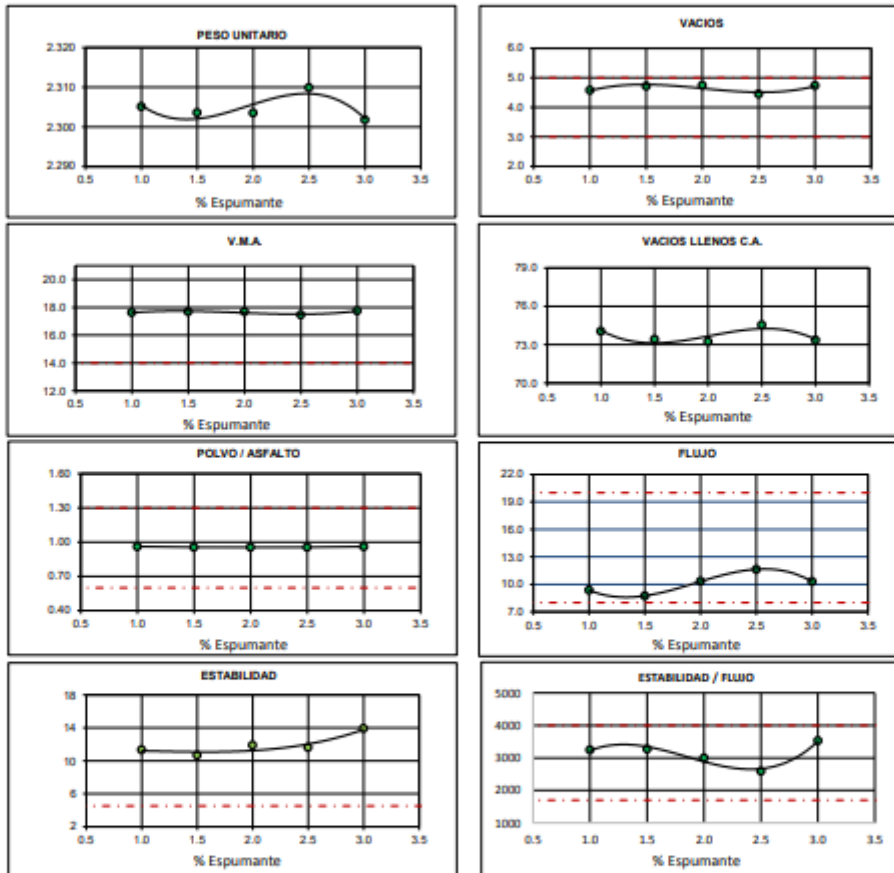 PESO UNITARIO
2.320
2.310
2.300
2.290
0.5 1.0 1.5 2.0 2.5 3.0 3.5
% Espumante
VACIOS
6.0
5.0
4.0
3.0
2.0
0.5 1.0 1.5 2.0 2.5 3.0 3.5
% Espumante
V.M.A.
20.0
18.0
16.0
14.0
12.0
0.5 1.0 1.5 2.0 2.5 3.0 3.5
% Espumante
VACIOS LLENOS C.A.
79.0
76.0
73.0
70.0
0.5 1.0 1.5 2.0 2.5 3.0 3.5
% Espumante
POLVO / ASFALTO
1.60
1.30
1.00
0.70
0.40
0.5 1.0 1.5 2.0 2.5 3.0 3.5
% Espumante
FLUJO
22.0
19.0
16.0
13.0
10.0
7.0
0.5 1.0 1.5 2.0 2.5 3.0 3.5
% Espumante
ESTABILIDAD
18
14
10
6
2
0.5 1.0 1.5 2.0 2.5 3.0 3.5
% Espumante
ESTABILIDAD / FLUJO
5000
4000
3000
2000
1000
0.5 1.0 1.5 2.0 2.5 3.0 3.5
% Espumante